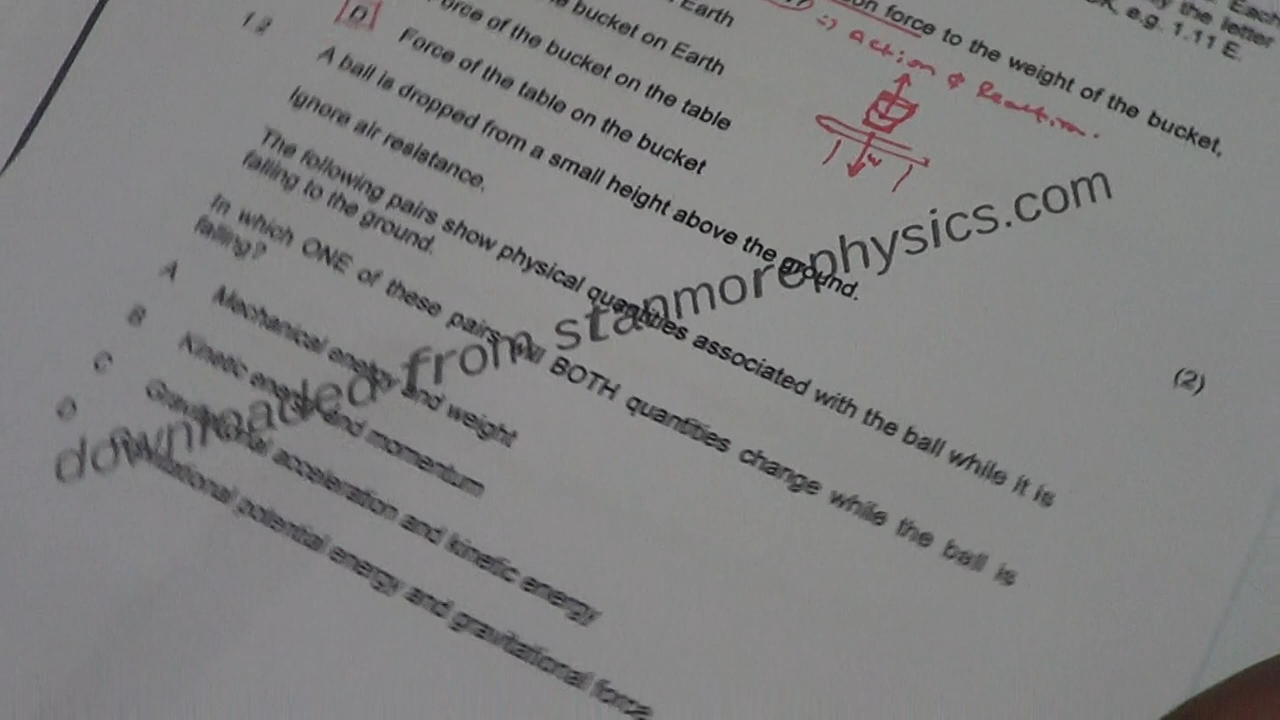 Each
by the letter
e.g. 1.11 E.
force to the weight of the bucket,
Earth
bucket on Earth
orce of the bucket on the table
D
Force of the table on the bucket
=> Action & Reaction.
w
1.2
A ball is dropped from a small height above the ground.
Ignore air resistance.
The following pairs show physical quantities associated with the ball while it is
falling to the ground.
In which ONE of these pairs will BOTH quantities change while the ball is
falling?
A Mechanical energy and weight
B Kinetic energy and momentum
C Gravitational acceleration and kinetic energy
D Gravitational potential energy and gravitational force
(2)
downloaded from stanmorephysics.com